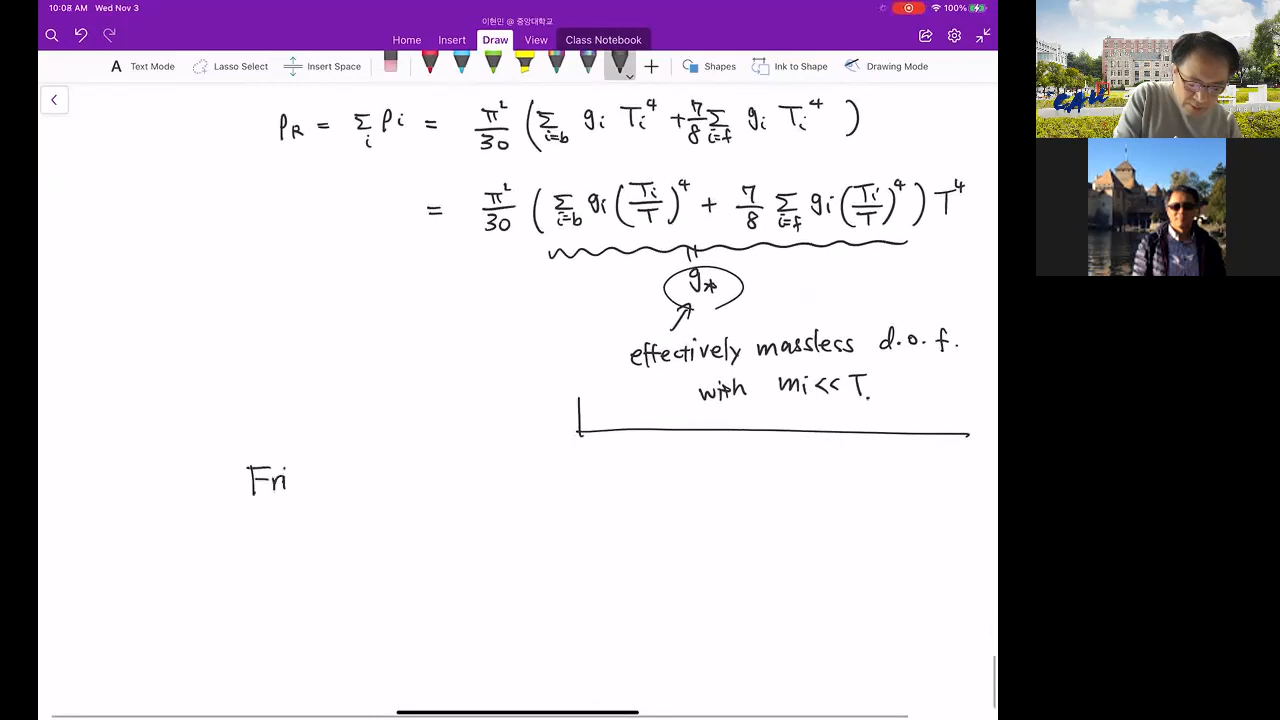 10:08 AM Wed Nov 3
100%
이현민 @ 중앙대학교
Home Insert Draw View Class Notebook
Text Mode Lasso Select Insert Space Shapes Ink to Shape Drawing Mode
ρ_R = Σ_i ρ_i = π²/30 ( Σ_{i=b} g_i T_i⁴ + 7/8 Σ_{i=f} g_i T_i⁴ )
= π²/30 ( Σ_{i=b} g_i (T_i/T)⁴ + 7/8 Σ_{i=f} g_i (T_i/T)⁴ ) T⁴
"
g_*
effectively massless d.o.f.
with m_i << T.
Fri
CAU